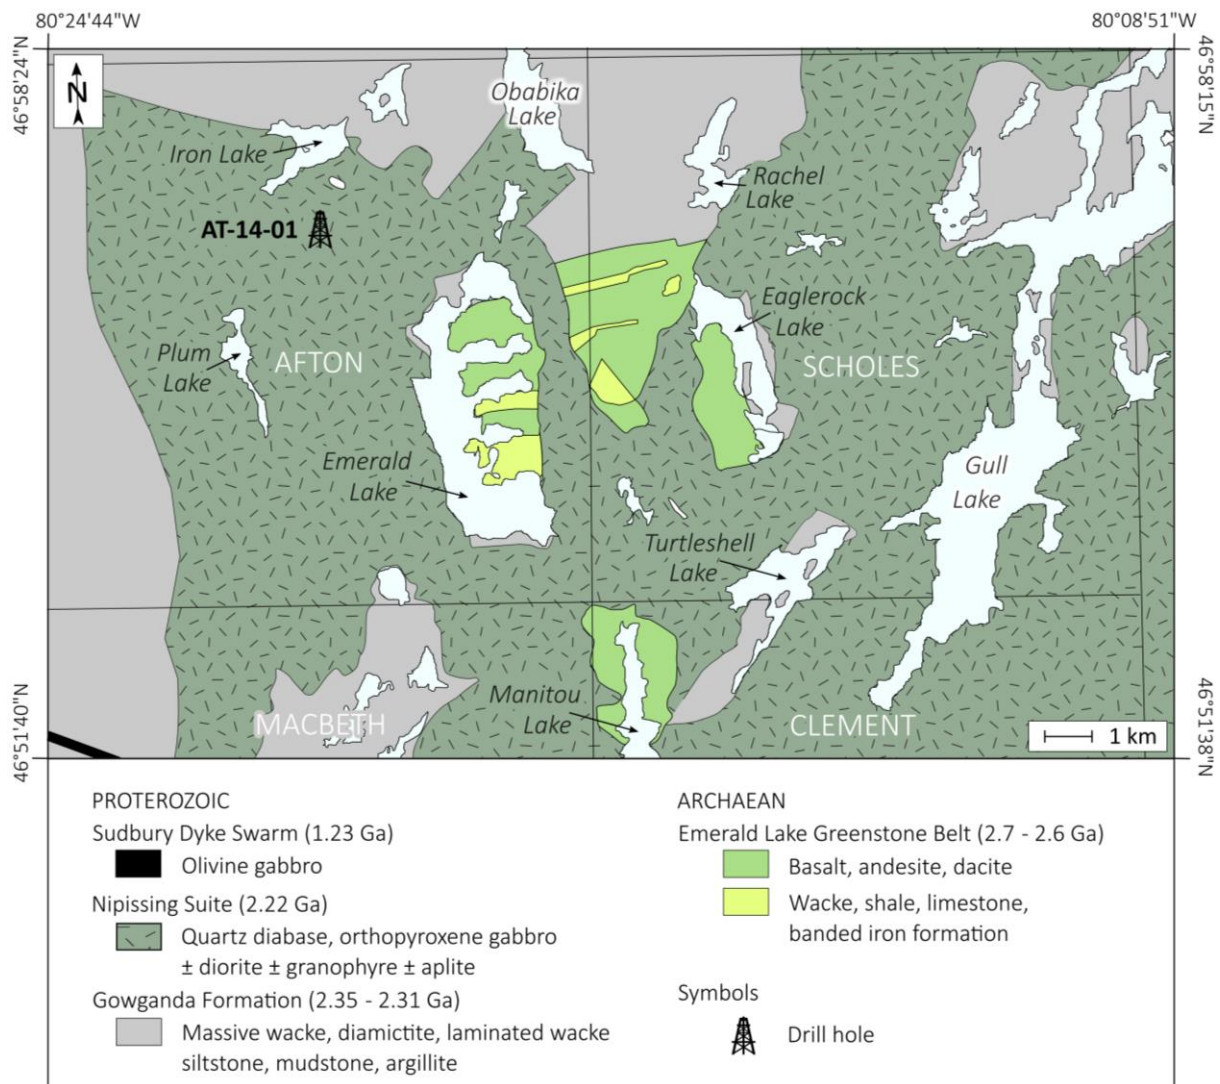 80°24'44"W
80°08'51"W
46°58'24"N
46°58'15"N
N
Obabika
Lake
Iron Lake
Rachel
Lake
AT-14-01
Eaglerock
Lake
Plum
Lake
AFTON
SCHOLES
Emerald
Lake
Gull
Lake
Turtleshell
Lake
Manitou
Lake
MACBETH
CLEMENT
46°51'40"N
46°51'38"N
1 km
PROTEROZOIC
Sudbury Dyke Swarm (1.23 Ga)
Olivine gabbro
Nipissing Suite (2.22 Ga)
Quartz diabase, orthopyroxene gabbro
± diorite ± granophyre ± aplite
Gowganda Formation (2.35 - 2.31 Ga)
Massive wacke, diamictite, laminated wacke
siltstone, mudstone, argillite
ARCHAEAN
Emerald Lake Greenstone Belt (2.7 - 2.6 Ga)
Basalt, andesite, dacite
Wacke, shale, limestone,
banded iron formation
Symbols
Drill hole